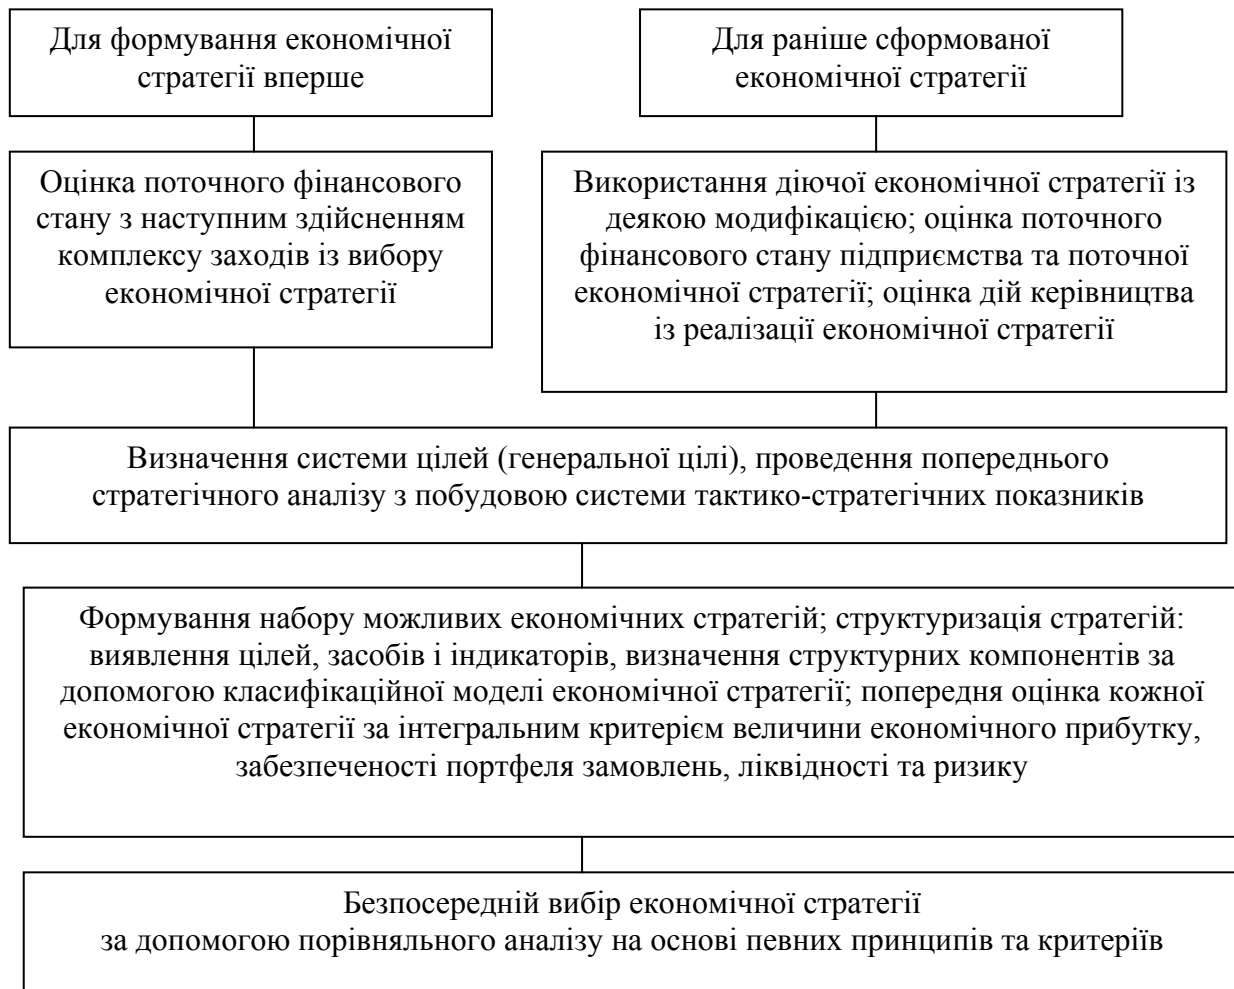 Для формування економічної
стратегії вперше
Для раніше сформованої
економічної стратегії
Оцінка поточного фінансового
стану з наступним здійсненням
комплексу заходів із вибору
економічної стратегії
Використання діючої економічної стратегії із
деякою модифікацією; оцінка поточного
фінансового стану підприємства та поточної
економічної стратегії; оцінка дій керівництва
із реалізації економічної стратегії
Визначення системи цілей (генеральної цілі), проведення попереднього
стратегічного аналізу з побудовою системи тактико-стратегічних показників
Формування набору можливих економічних стратегій; структуризація стратегій:
виявлення цілей, засобів і індикаторів, визначення структурних компонентів за
допомогою класифікаційної моделі економічної стратегії; попередня оцінка кожної
економічної стратегії за інтегральним критерієм величини економічного прибутку,
забезпеченості портфеля замовлень, ліквідності та ризику
Безпосередній вибір економічної стратегії
за допомогою порівняльного аналізу на основі певних принципів та критеріїв